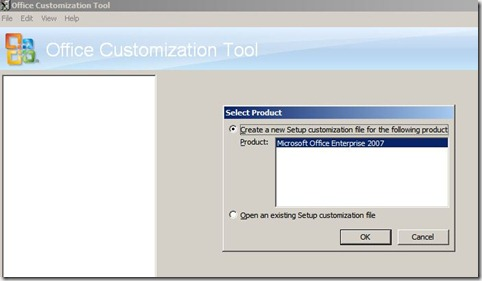 Office Customization Tool
File Edit View Help
Office Customization Tool
Select Product
Create a new Setup customization file for the following product
Product:
Microsoft Office Enterprise 2007
Open an existing Setup customization file
OK Cancel